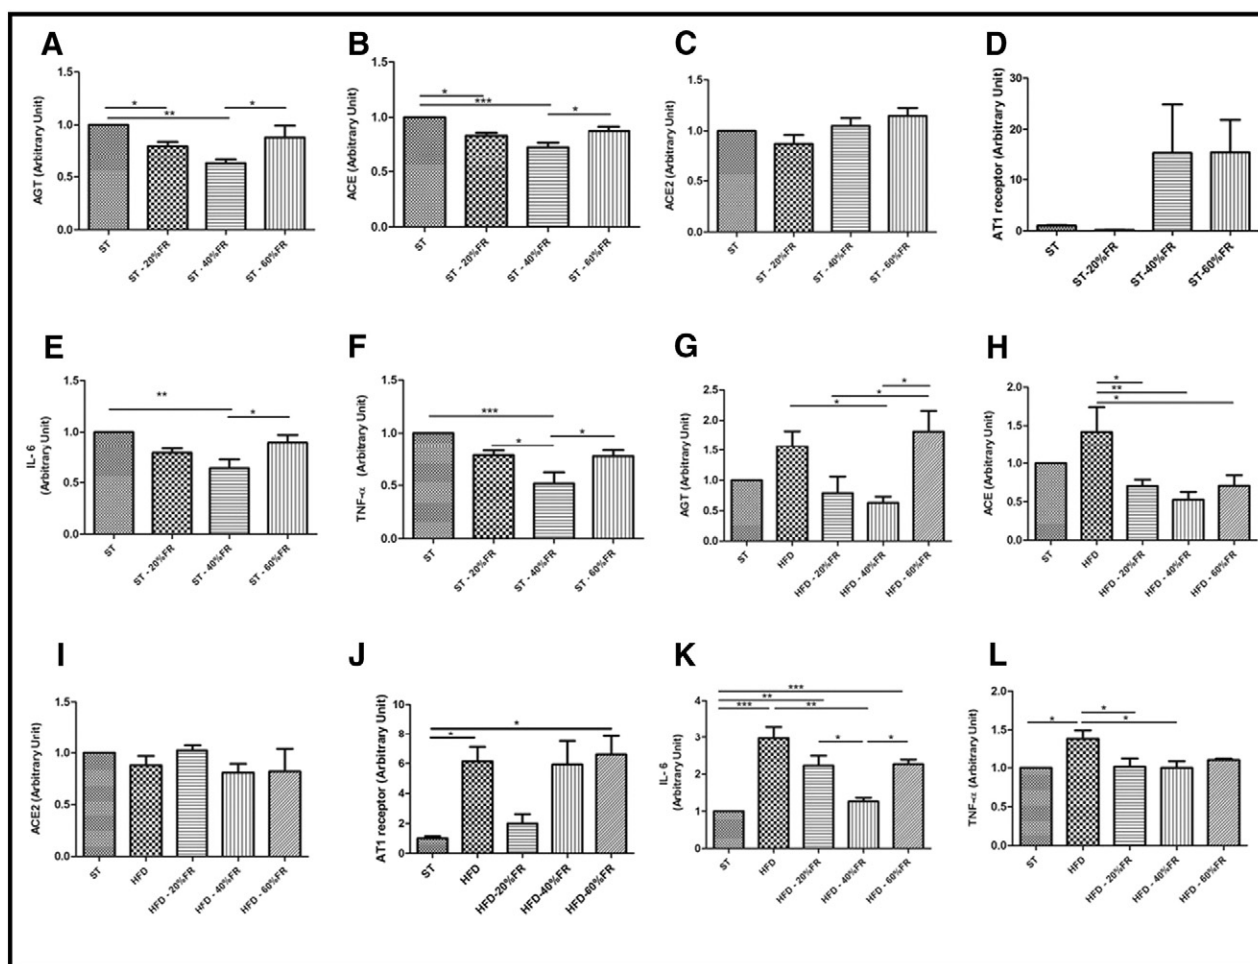 A
AGT (Arbitrary Unit)
1.5
1.0
0.5
0.0
* ** *
ST
ST - 20%FR
ST - 40%FR
ST - 60%FR
B
ACE (Arbitrary Unit)
1.5
1.0
0.5
0.0
* *** *
ST
ST - 20%FR
ST - 40%FR
ST - 60%FR
C
ACE2 (Arbitrary Unit)
1.5
1.0
0.5
0.0
ST
ST - 20%FR
ST - 40%FR
ST - 60%FR
D
AT1 receptor (Arbitrary Unit)
30
20
10
0
ST
ST-20%FR
ST-40%FR
ST-60%FR
E
IL- 6
(Arbitrary Unit)
1.5
1.0
0.5
0.0
** *
ST
ST - 20%FR
ST - 40%FR
ST - 60%FR
F
TNF-α (Arbitrary Unit)
1.5
1.0
0.5
0.0
*** * *
ST
ST - 20%FR
ST - 40%FR
ST - 60%FR
G
AGT (Arbitrary Unit)
2.5
2.0
1.5
1.0
0.5
0.0
* * *
ST
HFD
HFD - 20%FR
HFD - 40%FR
HFD - 60%FR
H
ACE (Arbitrary Unit)
2.0
1.5
1.0
0.5
0.0
* ** *
ST
HFD
HFD - 20%FR
HFD - 40%FR
HFD - 60%FR
I
ACE2 (Arbitrary Unit)
1.5
1.0
0.5
0.0
ST
HFD
HFD - 20%FR
HFD - 40%FR
HFD - 60%FR
J
AT1 receptor (Arbitrary Unit)
10
8
6
4
2
0
* *
ST
HFD
HFD-20%FR
HFD-40%FR
HFD-60%FR
K
IL- 6
(Arbitrary Unit)
4
3
2
1
0
*** ** *** ** * *
ST
HFD
HFD - 20%FR
HFD - 40%FR
HFD - 60%FR
L
TNF-α (Arbitrary Unit)
2.0
1.5
1.0
0.5
0.0
* * *
ST
HFD
HFD - 20%FR
HFD - 40%FR
HFD - 60%FR